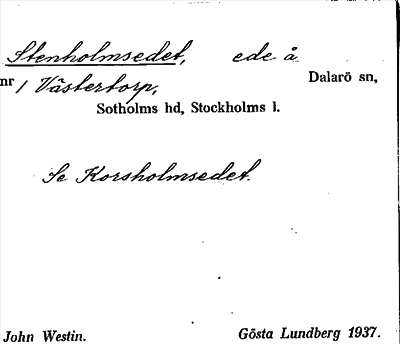 Stenholmsedet, ede å
nr 1 Västertorp, Dalarö sn,
Sotholms hd, Stockholms l.
Se Korsholmsedet.
John Westin. Gösta Lundberg 1937.